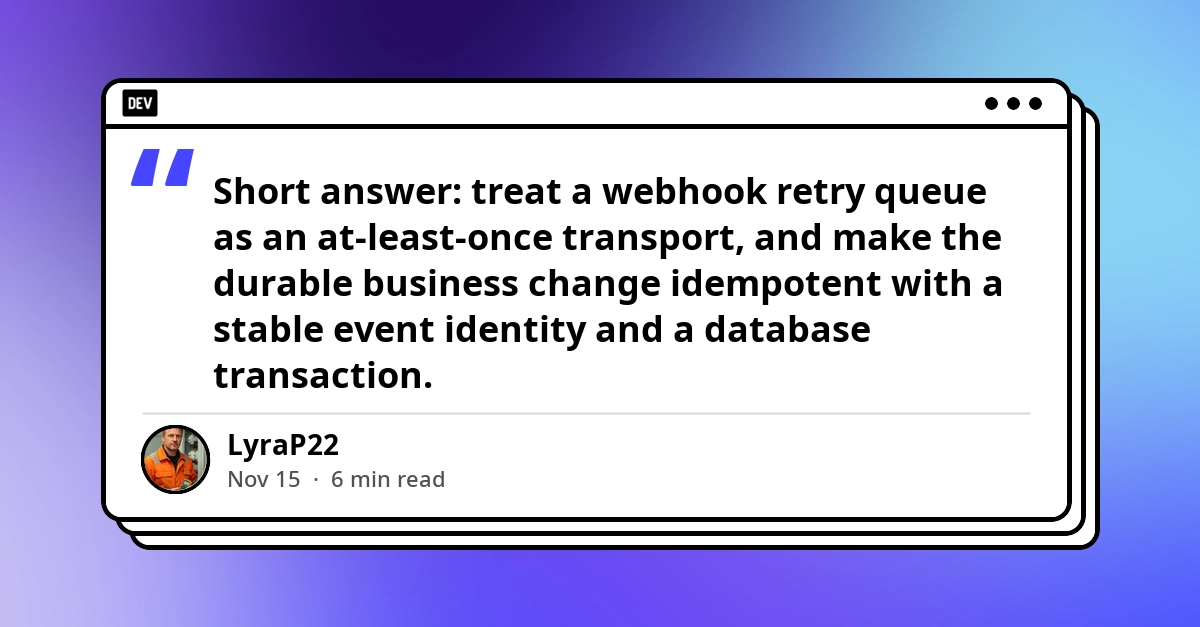 DEV
“
Short answer: treat a webhook retry queue
as an at-least-once transport, and make the
durable business change idempotent with a
stable event identity and a database
transaction.
LyraP22
Nov 15 · 6 min read